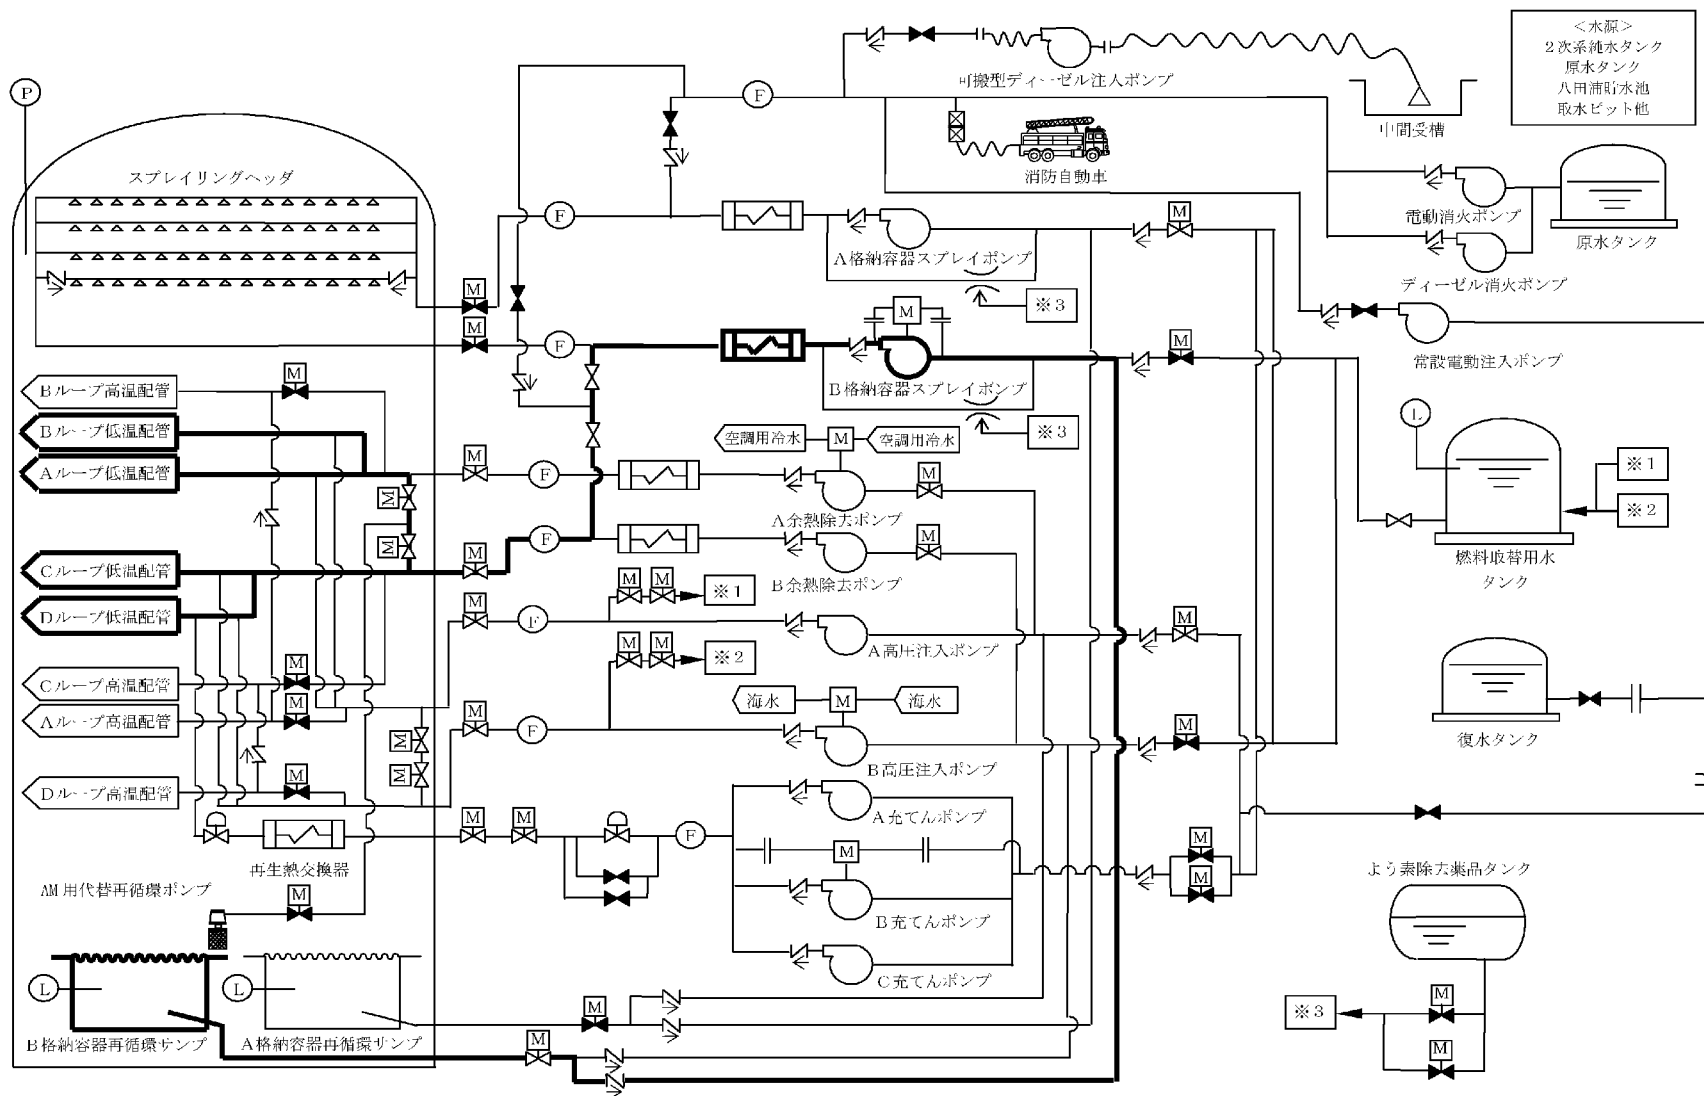 ＜水源＞
２次系純水タンク
原水タンク
八田浦貯水池
取水ピット他
P
F
可搬型ディーゼル注入ポンプ
中間受槽
消防自動車
スプレイリングヘッダ
電動消火ポンプ
原水タンク
M
F
M
A格納容器スプレイポンプ
ディーゼル消火ポンプ
M
※３
M
M
F
M
常設電動注入ポンプ
M
Bループ高温配管
B格納容器スプレイポンプ
L
Bループ低温配管
※３
空調用冷水
M
空調用冷水
Aループ低温配管
M
F
M
※１
M
※２
A余熱除去ポンプ
M
F
M
M
燃料取替用水
タンク
Cループ低温配管
B余熱除去ポンプ
M
M
※１
Dループ低温配管
M
F
M
M
M
※２
A高圧注入ポンプ
Cループ高温配管
M
海水
M
海水
Aループ高温配管
M
M
F
M
復水タンク
M
M
B高圧注入ポンプ
Dループ高温配管
M
A充てんポンプ
M
M
F
M
M
再生熱交換器
M
よう素除去薬品タンク
AM用代替再循環ポンプ
M
B充てんポンプ
L
L
C充てんポンプ
M
M
※３
B格納容器再循環サンプ
A格納容器再循環サンプ
M
M